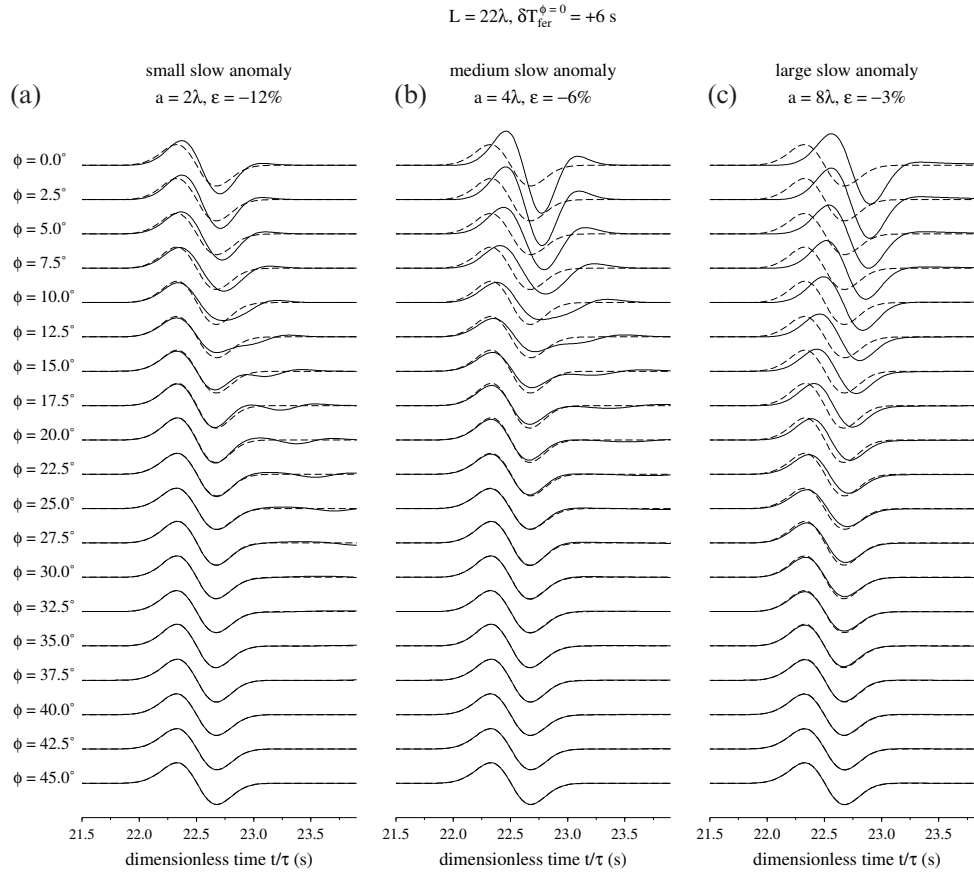 L = 22λ, δT_fer^{ϕ=0} = +6 s
(a) small slow anomaly
a = 2λ, ε = −12%
(b) medium slow anomaly
a = 4λ, ε = −6%
(c) large slow anomaly
a = 8λ, ε = −3%
ϕ = 0.0°
ϕ = 2.5°
ϕ = 5.0°
ϕ = 7.5°
ϕ = 10.0°
ϕ = 12.5°
ϕ = 15.0°
ϕ = 17.5°
ϕ = 20.0°
ϕ = 22.5°
ϕ = 25.0°
ϕ = 27.5°
ϕ = 30.0°
ϕ = 32.5°
ϕ = 35.0°
ϕ = 37.5°
ϕ = 40.0°
ϕ = 42.5°
ϕ = 45.0°
21.5 22.0 22.5 23.0 23.5
21.5 22.0 22.5 23.0 23.5
21.5 22.0 22.5 23.0 23.5
dimensionless time t/τ (s)
dimensionless time t/τ (s)
dimensionless time t/τ (s)